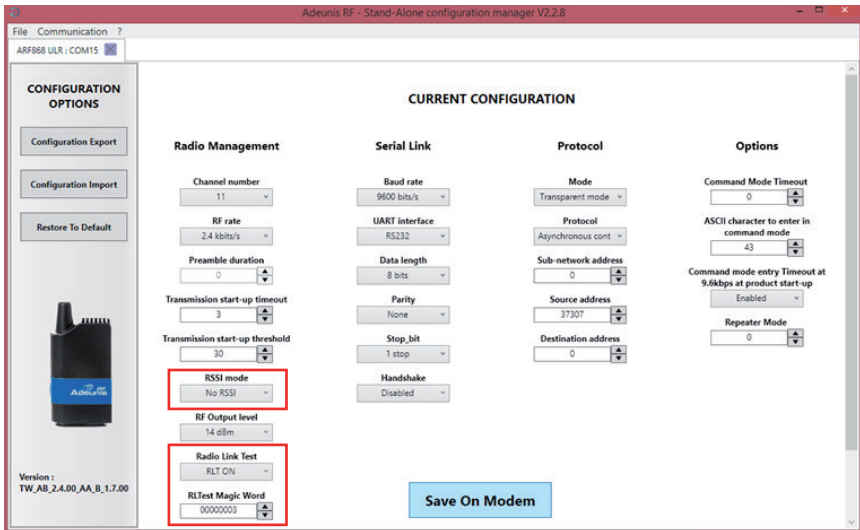 Adeunis RF - Stand-Alone configuration manager V2.2.8
File Communication ?
ARF868 ULR : COM15
CONFIGURATION
OPTIONS
Configuration Export
Configuration Import
Restore To Default
Adeunis RF
Version :
TW_AB_2.4.00_AA_B_1.7.00
CURRENT CONFIGURATION
Radio Management
Channel number
11
RF rate
2.4 kbits/s
Preamble duration
0
Transmission start-up timeout
3
Transmission start-up threshold
30
RSSI mode
No RSSI
RF Output level
14 dBm
Radio Link Test
RLT ON
RLTest Magic Word
00000003
Serial Link
Baud rate
9600 bits/s
UART interface
RS232
Data length
8 bits
Parity
None
Stop_bit
1 stop
Handshake
Disabled
Protocol
Mode
Transparent mode
Protocol
Asynchronous cont
Sub-network address
0
Source address
37307
Destination address
0
Options
Command Mode Timeout
0
ASCII character to enter in
command mode
43
Command mode entry Timeout at
9.6kbps at product start-up
Enabled
Repeater Mode
0
Save On Modem